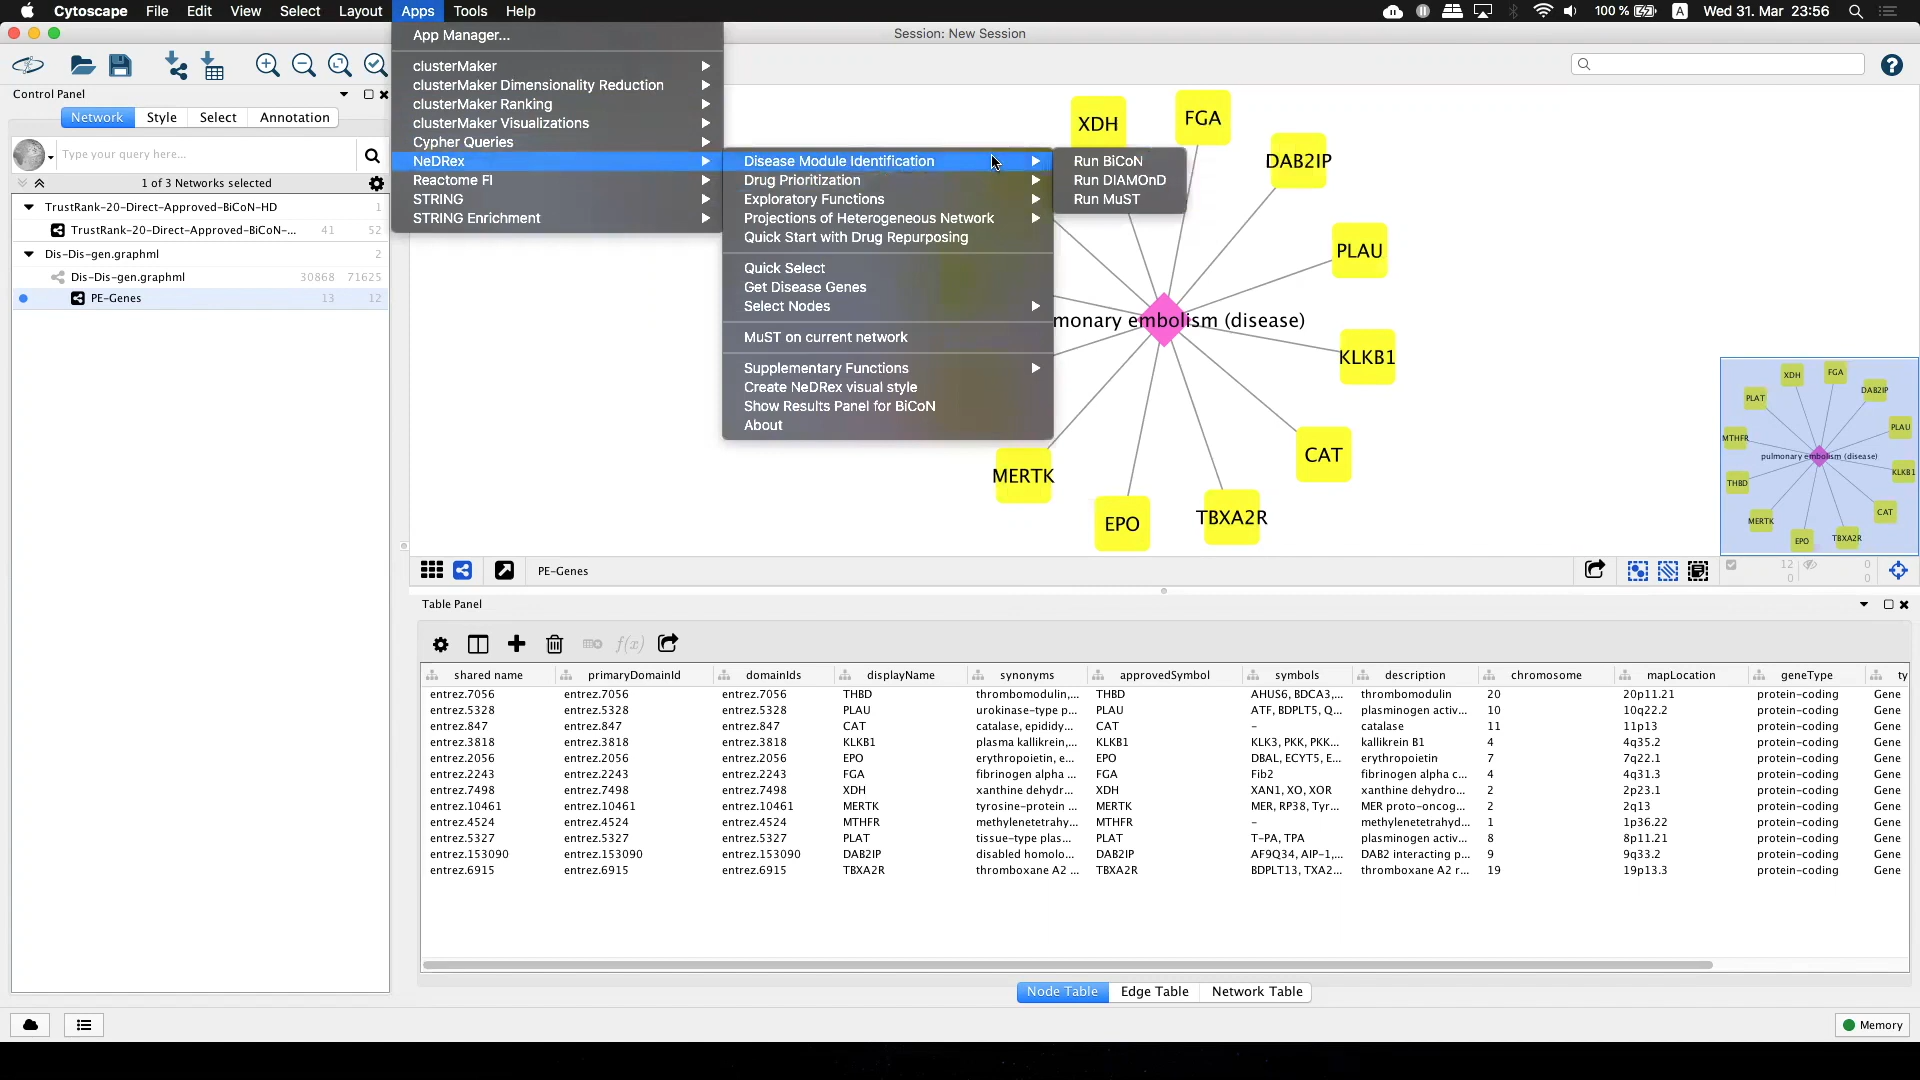 Cytoscape File Edit View Select Layout Apps Tools Help 100 % A Wed 31. Mar 23:56
Session: New Session
App Manager...
clusterMaker
clusterMaker Dimensionality Reduction
clusterMaker Ranking
clusterMaker Visualizations
Cypher Queries
NeDRex
Reactome FI
STRING
STRING Enrichment
Disease Module Identification
Drug Prioritization
Exploratory Functions
Projections of Heterogeneous Network
Quick Start with Drug Repurposing
Quick Select
Get Disease Genes
Select Nodes
MuST on current network
Supplementary Functions
Create NeDRex visual style
Show Results Panel for BiCoN
About
Run BiCoN
Run DIAMOnD
Run MuST
Control Panel
Network Style Select Annotation
Type your query here...
1 of 3 Networks selected
TrustRank-20-Direct-Approved-BiCoN-HD 1
TrustRank-20-Direct-Approved-BiCoN-... 41 52
Dis-Dis-gen.graphml 2
Dis-Dis-gen.graphml 30868 71625
PE-Genes 13 12
XDH
FGA
DAB2IP
PLAU
monary embolism (disease)
KLKB1
CAT
MERTK
TBXA2R
EPO
XDH
FGA
DAB2IP
PLAT
PLAU
MTHFR
pulmonary embolism (disease)
KLKB1
THBD
CAT
MERTK
TBXA2R
EPO
PE-Genes
12 0
0 0
Table Panel
f(x)
shared name primaryDomainId domainIds displayName synonyms approvedSymbol symbols description chromosome mapLocation geneType ty
entrez.7056 entrez.7056 entrez.7056 THBD thrombomodulin,... THBD AHUS6, BDCA3,... thrombomodulin 20 20p11.21 protein-coding Gene
entrez.5328 entrez.5328 entrez.5328 PLAU urokinase-type p... PLAU ATF, BDPLT5, Q... plasminogen activ... 10 10q22.2 protein-coding Gene
entrez.847 entrez.847 entrez.847 CAT catalase, epididy... CAT - catalase 11 11p13 protein-coding Gene
entrez.3818 entrez.3818 entrez.3818 KLKB1 plasma kallikrein,... KLKB1 KLK3, PKK, PKK... kallikrein B1 4 4q35.2 protein-coding Gene
entrez.2056 entrez.2056 entrez.2056 EPO erythropoietin, e... EPO DBAL, ECYT5, E... erythropoietin 7 7q22.1 protein-coding Gene
entrez.2243 entrez.2243 entrez.2243 FGA fibrinogen alpha ... FGA Fib2 fibrinogen alpha c... 4 4q31.3 protein-coding Gene
entrez.7498 entrez.7498 entrez.7498 XDH xanthine dehydr... XDH XAN1, XO, XOR xanthine dehydro... 2 2p23.1 protein-coding Gene
entrez.10461 entrez.10461 entrez.10461 MERTK tyrosine-protein ... MERTK MER, RP38, Tyr... MER proto-oncog... 2 2q13 protein-coding Gene
entrez.4524 entrez.4524 entrez.4524 MTHFR methylenetetrahy... MTHFR - methylenetetrahyd... 1 1p36.22 protein-coding Gene
entrez.5327 entrez.5327 entrez.5327 PLAT tissue-type plas... PLAT T-PA, TPA plasminogen activ... 8 8p11.21 protein-coding Gene
entrez.153090 entrez.153090 entrez.153090 DAB2IP disabled homolo... DAB2IP AF9Q34, AIP-1,... DAB2 interacting p... 9 9q33.2 protein-coding Gene
entrez.6915 entrez.6915 entrez.6915 TBXA2R thromboxane A2 ... TBXA2R BDPLT13, TXA2... thromboxane A2 r... 19 19p13.3 protein-coding Gene
Node Table Edge Table Network Table
Memory